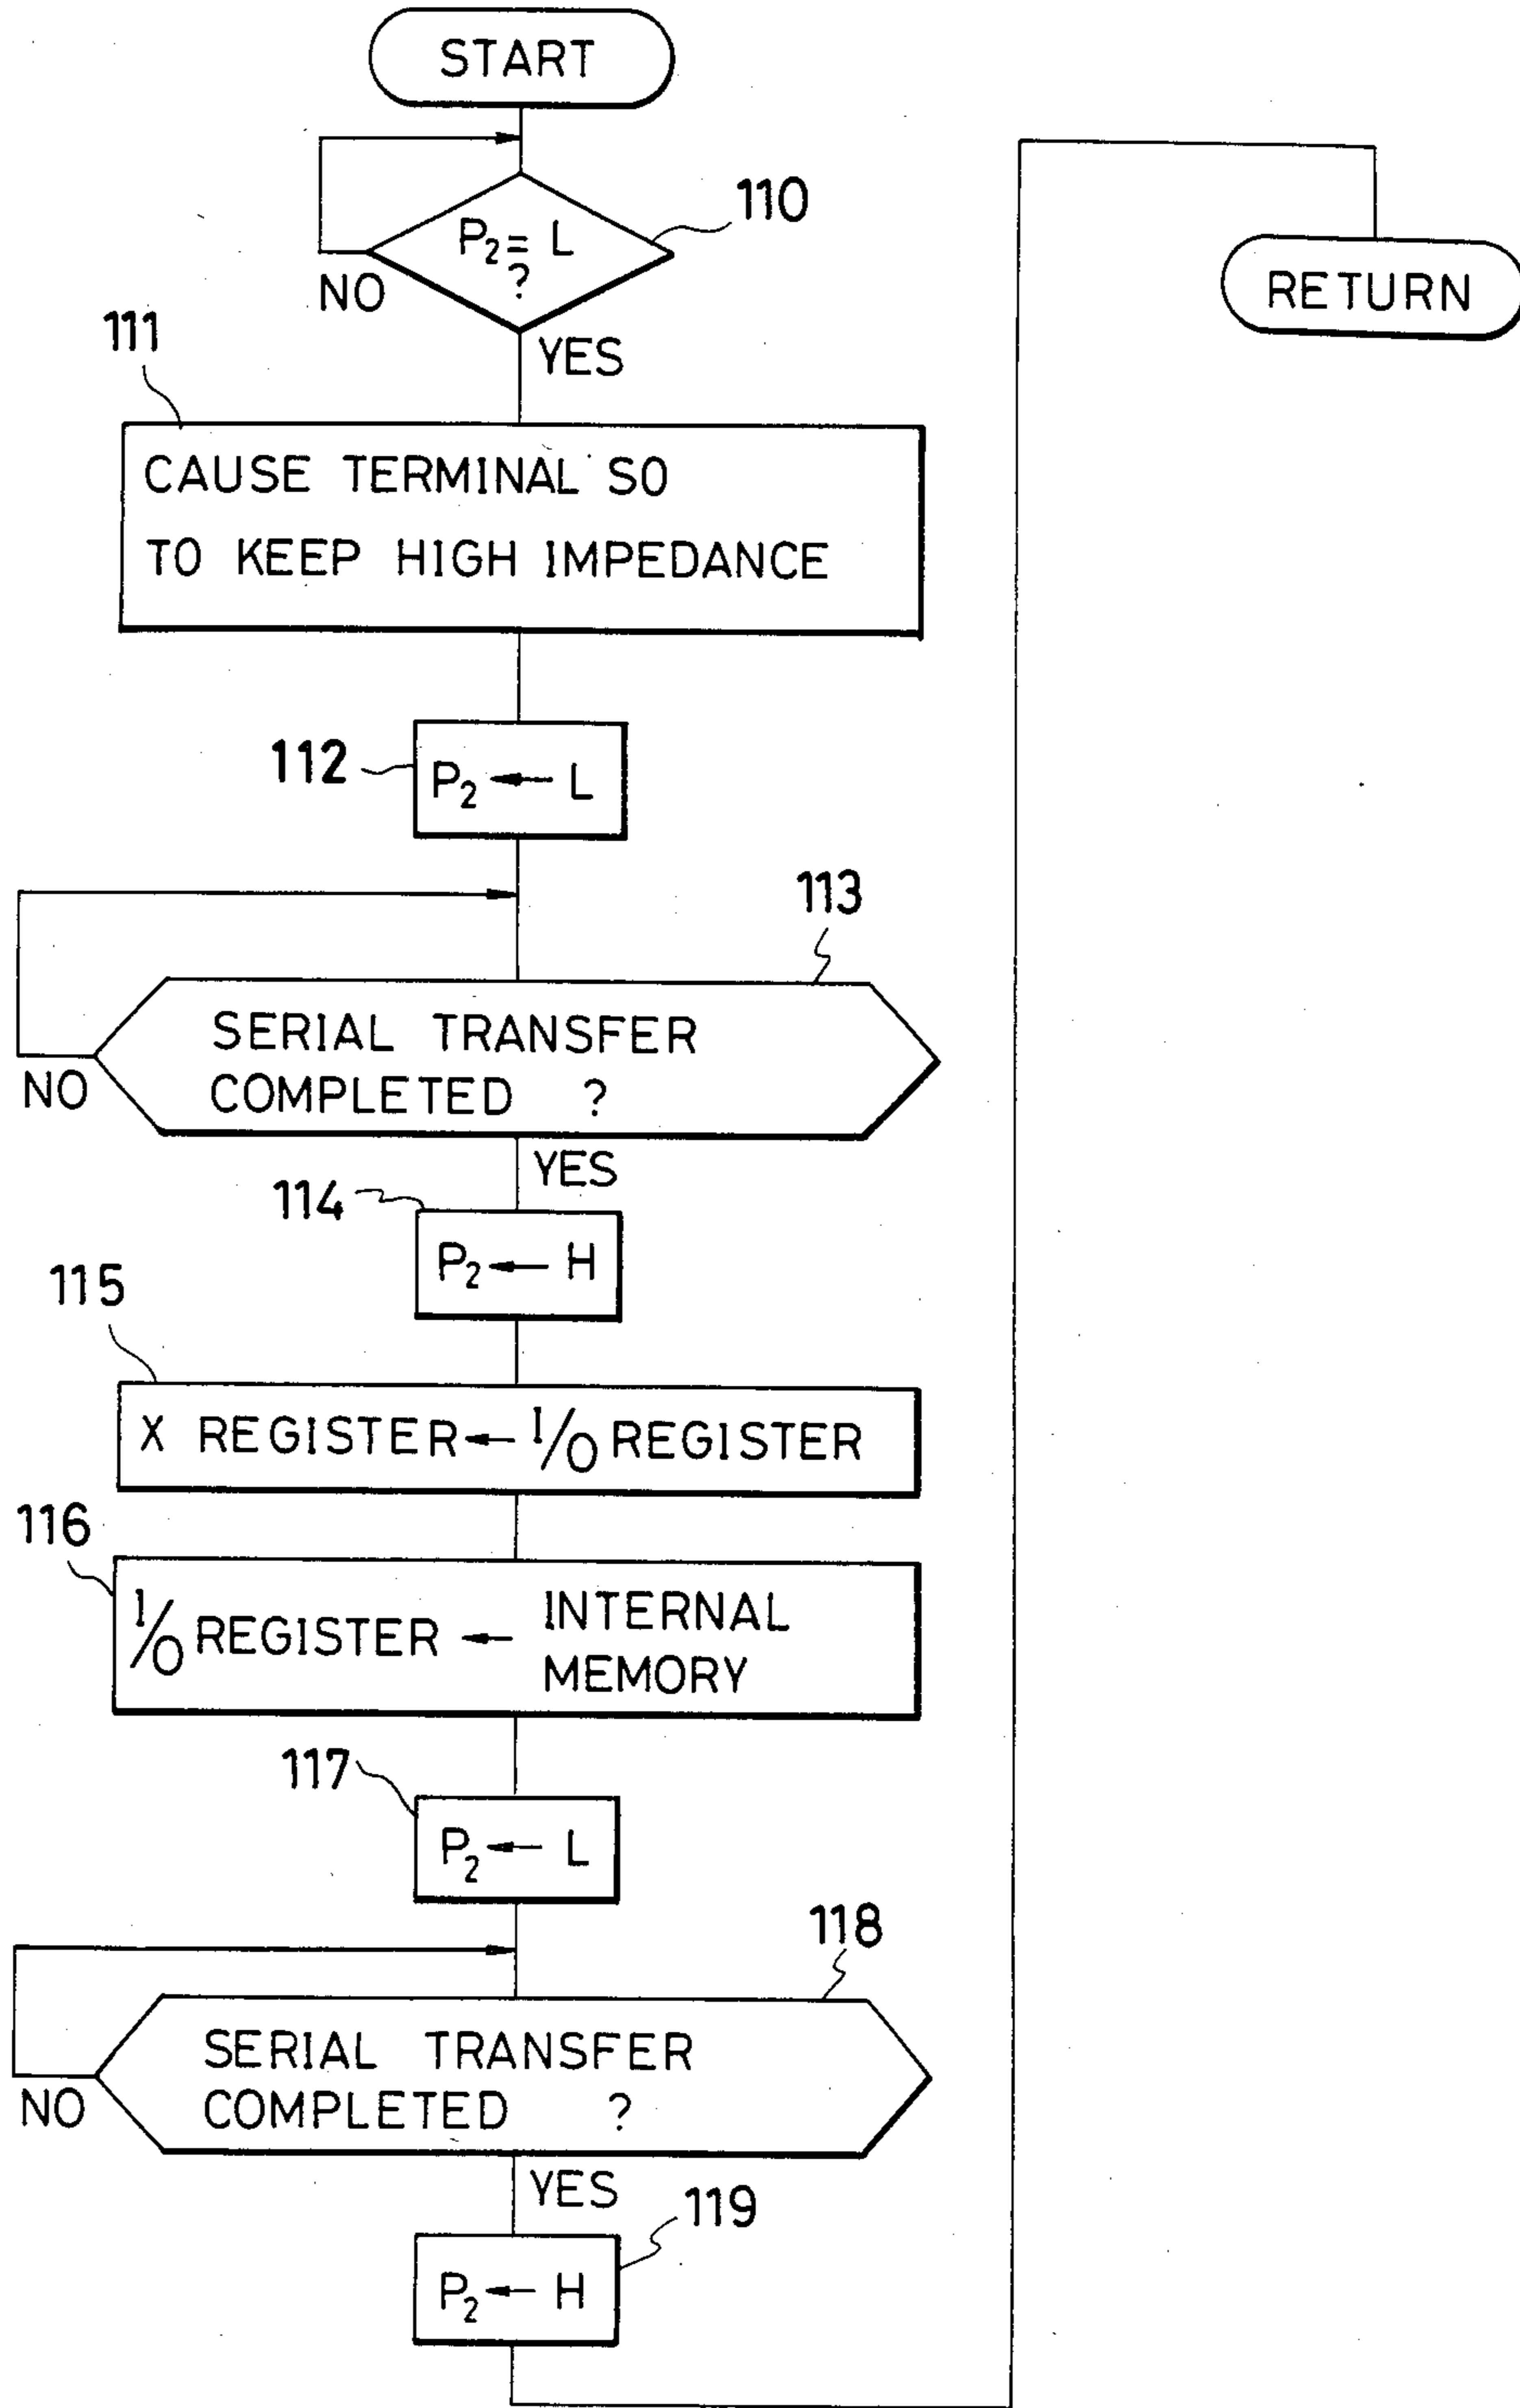 START
110
P₂ = L
?
NO
YES
111
CAUSE TERMINAL SO
TO KEEP HIGH IMPEDANCE
112
P₂ ← L
113
SERIAL TRANSFER
COMPLETED ?
NO
YES
114
P₂ ← H
115
X REGISTER ← I/O REGISTER
116
I/O REGISTER ← INTERNAL
MEMORY
117
P₂ ← L
118
SERIAL TRANSFER
COMPLETED ?
NO
YES
119
P₂ ← H
RETURN